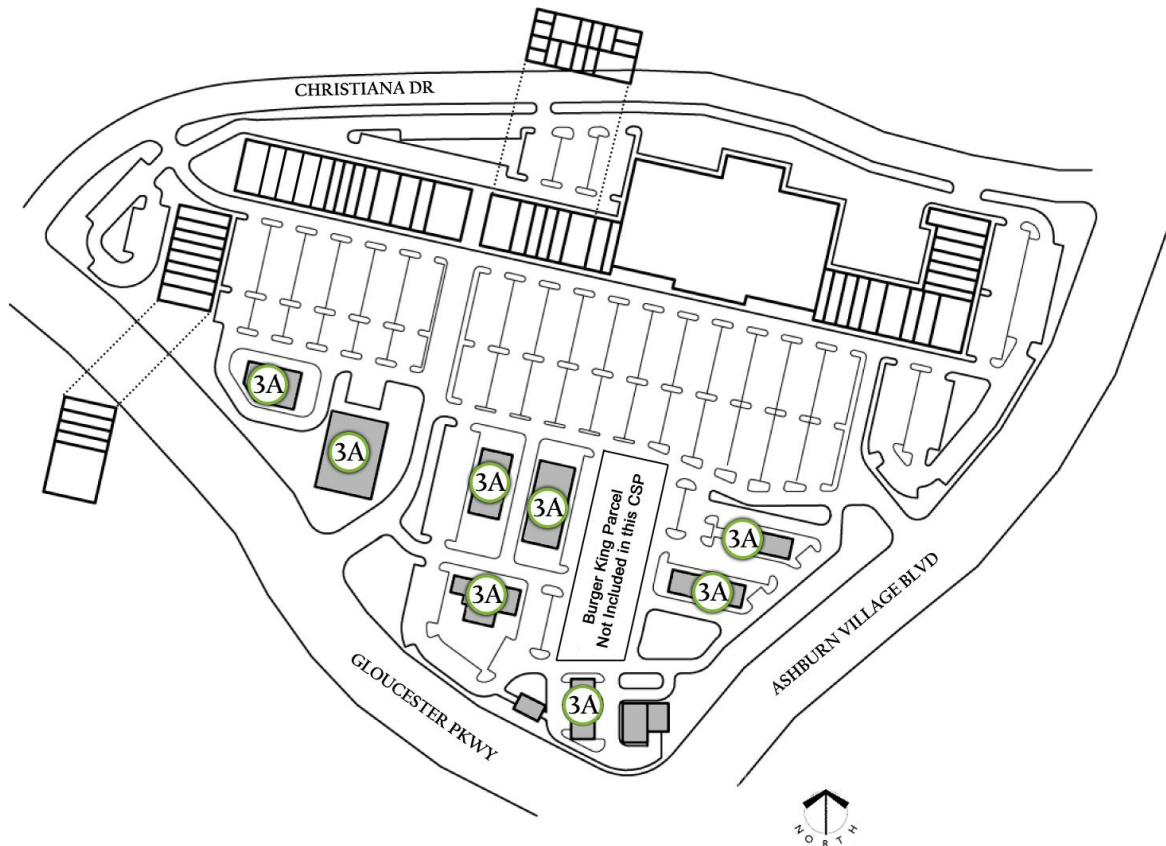 CHRISTIANA DR
3A
3A
3A
3A
3A
3A
3A
3A
Burger King Parcel
Not Included in this CSP
GLOUCESTER PKWY
ASHBURN VILLAGE BLVD
NORTH